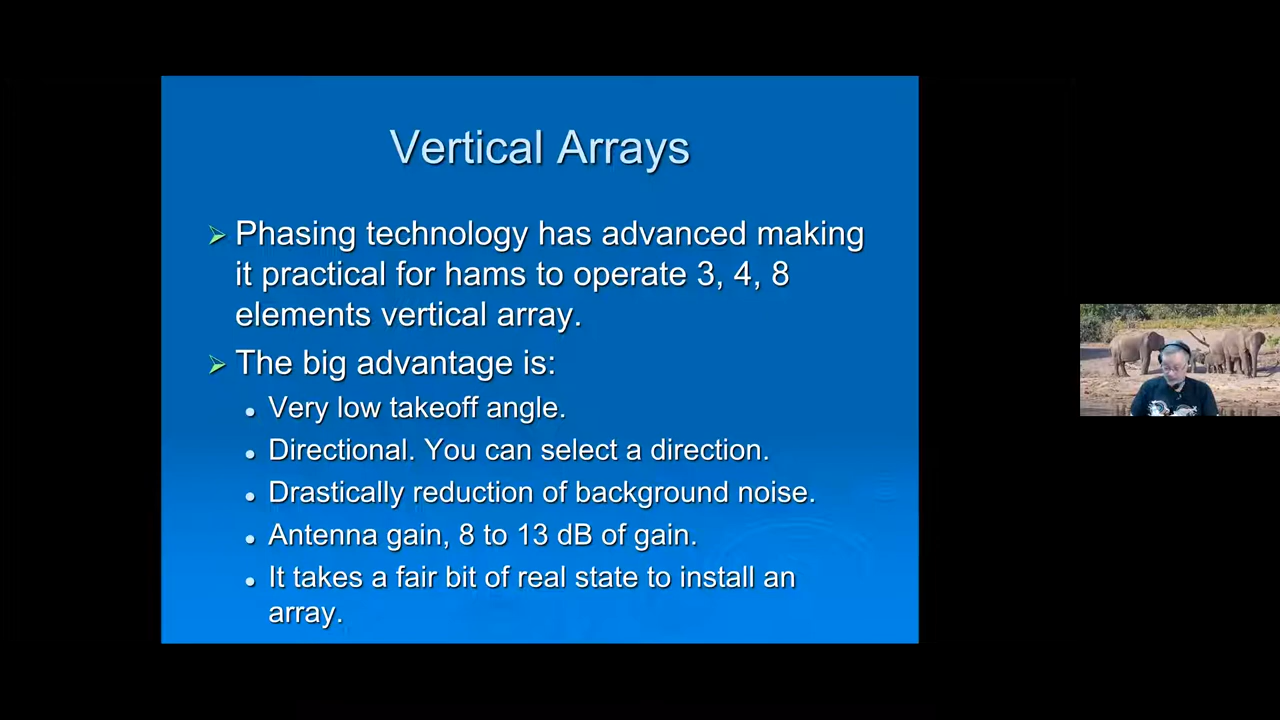 Vertical Arrays
Phasing technology has advanced making
it practical for hams to operate 3, 4, 8
elements vertical array.
The big advantage is:
Very low takeoff angle.
Directional. You can select a direction.
Drastically reduction of background noise.
Antenna gain, 8 to 13 dB of gain.
It takes a fair bit of real state to install an
array.